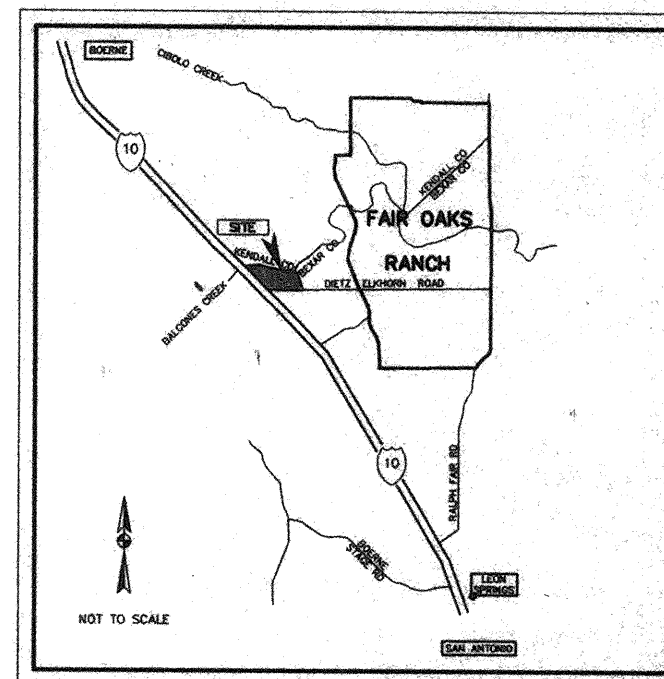 BOERNE
CIBOLO CREEK
10
KENDALL CO
BEXAR CO
FAIR OAKS
RANCH
SITE
KENDALL CO
BEXAR CO
DIETZ ELKHORN ROAD
BALCONES CREEK
10
RALPH FAIR RD
BOERNE
STAGE RD
LEON
SPRINGS
NOT TO SCALE
SAN ANTONIO